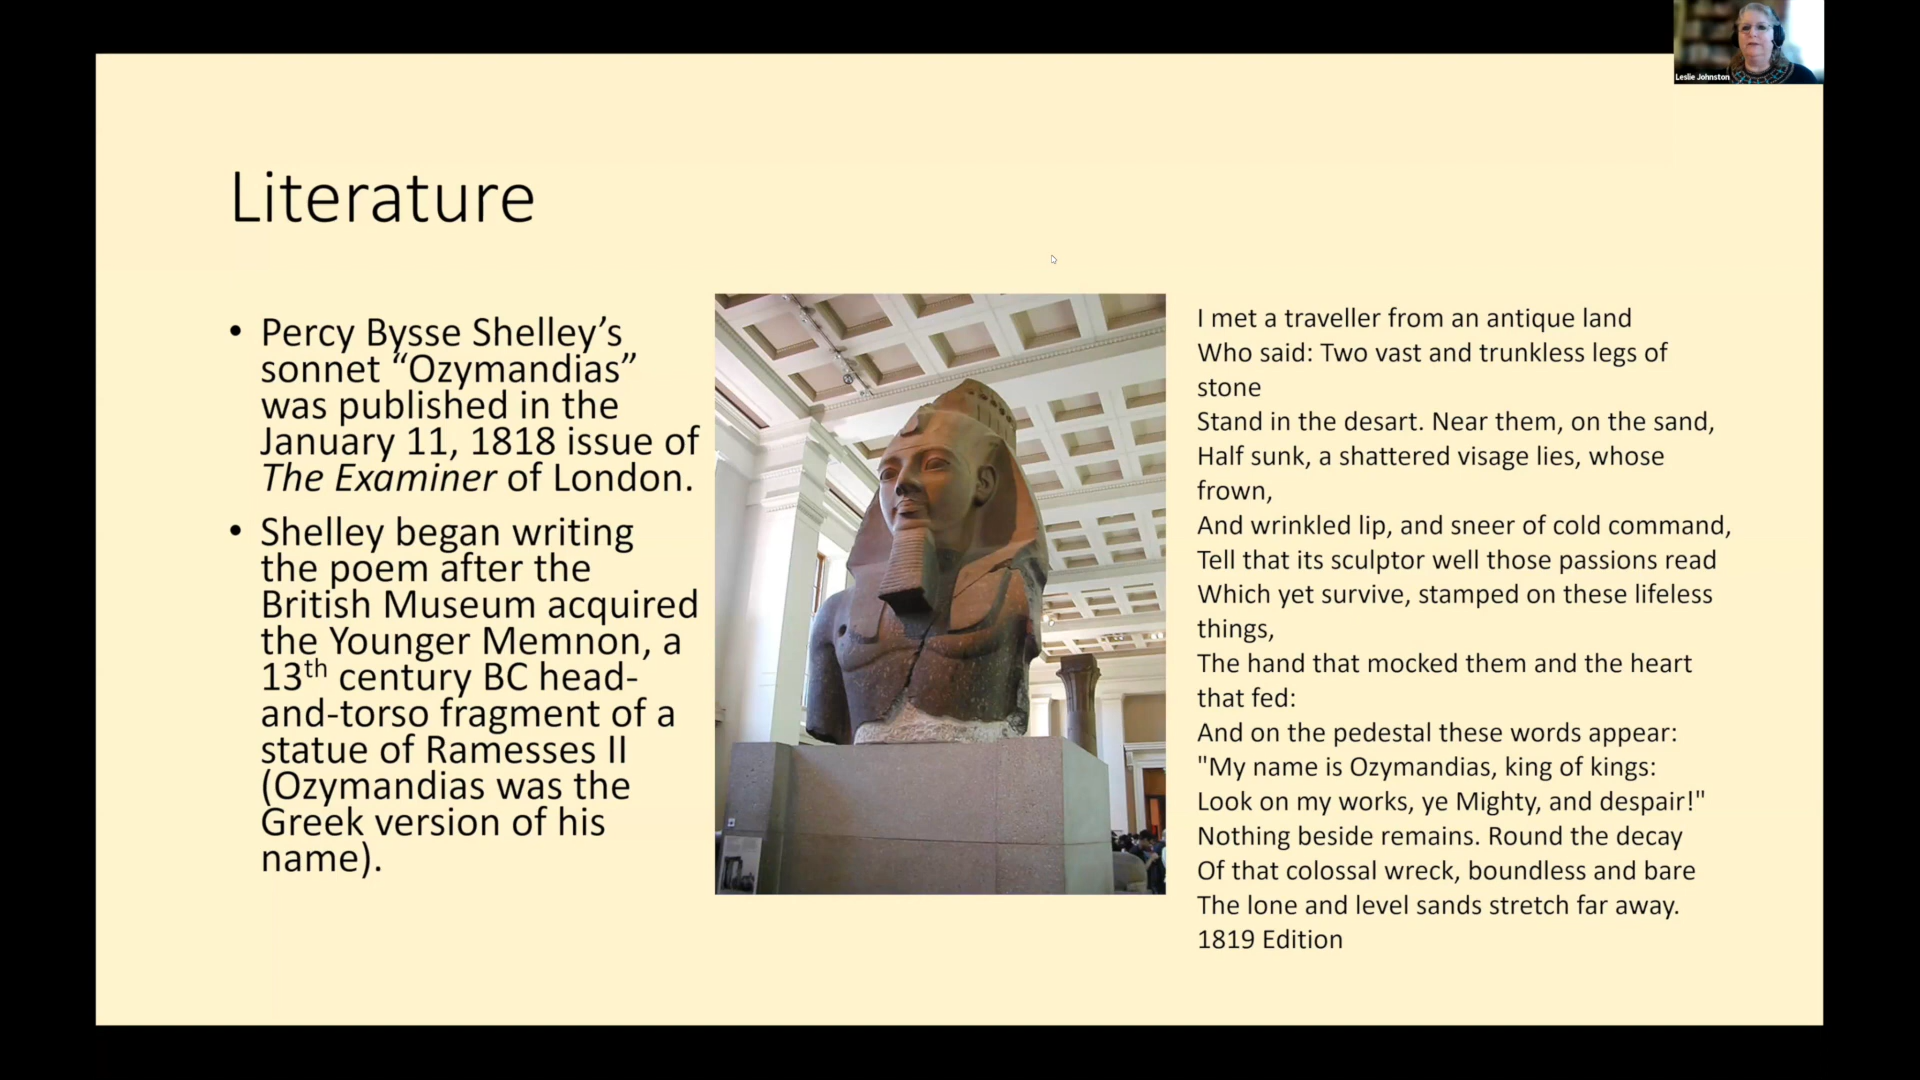 Leslie Johnston
Literature
• Percy Bysse Shelley’s
sonnet “Ozymandias”
was published in the
January 11, 1818 issue of
The Examiner of London.
• Shelley began writing
the poem after the
British Museum acquired
the Younger Memnon, a
13th century BC head-
and-torso fragment of a
statue of Ramesses II
(Ozymandias was the
Greek version of his
name).
I met a traveller from an antique land
Who said: Two vast and trunkless legs of
stone
Stand in the desart. Near them, on the sand,
Half sunk, a shattered visage lies, whose
frown,
And wrinkled lip, and sneer of cold command,
Tell that its sculptor well those passions read
Which yet survive, stamped on these lifeless
things,
The hand that mocked them and the heart
that fed:
And on the pedestal these words appear:
"My name is Ozymandias, king of kings:
Look on my works, ye Mighty, and despair!"
Nothing beside remains. Round the decay
Of that colossal wreck, boundless and bare
The lone and level sands stretch far away.
1819 Edition